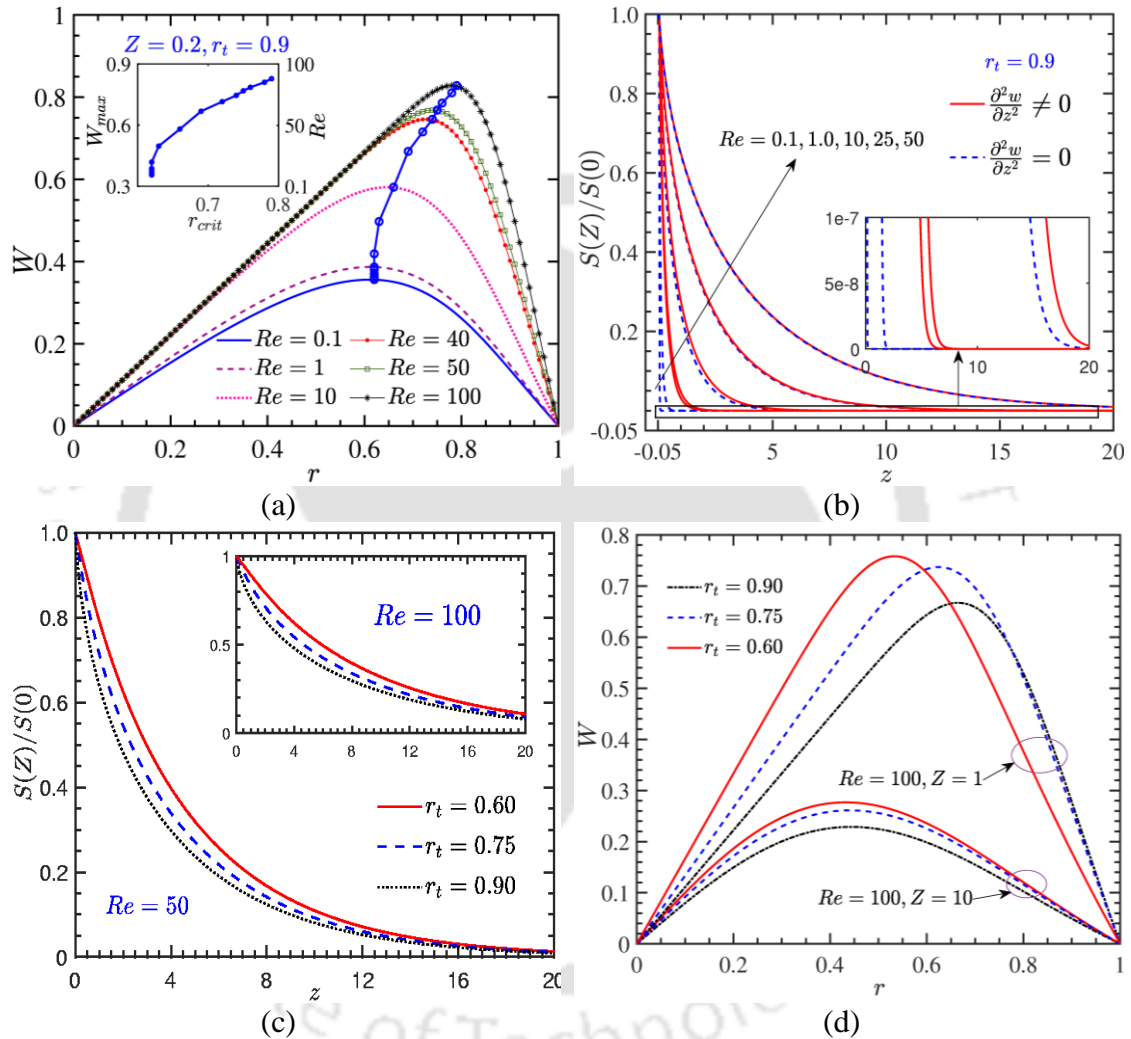 Z = 0.2, r_t = 0.9
0.9 100
W_max 0.6 50 Re
0.3 0.1
0.7 0.8
r_crit
1
0.8
0.6
W
0.4
0.2
0
Re = 0.1 Re = 40
Re = 1 Re = 50
Re = 10 Re = 100
0 0.2 0.4 0.6 0.8 1
r
(a)
1.0
0.8
0.6
S(Z)/S(0)
0.4
0.2
-0.05
r_t = 0.9
∂²w/∂z² ≠ 0
∂²w/∂z² = 0
Re = 0.1, 1.0, 10, 25, 50
1e-7
5e-8
0
0 10 20
-0.05 5 10 15 20
z
(b)
1.0
0.8
0.6
S(Z)/S(0)
0.4
0.2
0
1
0.5
0
Re = 100
0 4 8 12 16 20
r_t = 0.60
r_t = 0.75
r_t = 0.90
Re = 50
0 4 8 12 16 20
z
(c)
0.8
0.7
0.6
0.5
W
0.4
0.3
0.2
0.1
0
r_t = 0.90
r_t = 0.75
r_t = 0.60
Re = 100, Z = 1
Re = 100, Z = 10
0 0.2 0.4 0.6 0.8 1
r
(d)
of Technolo